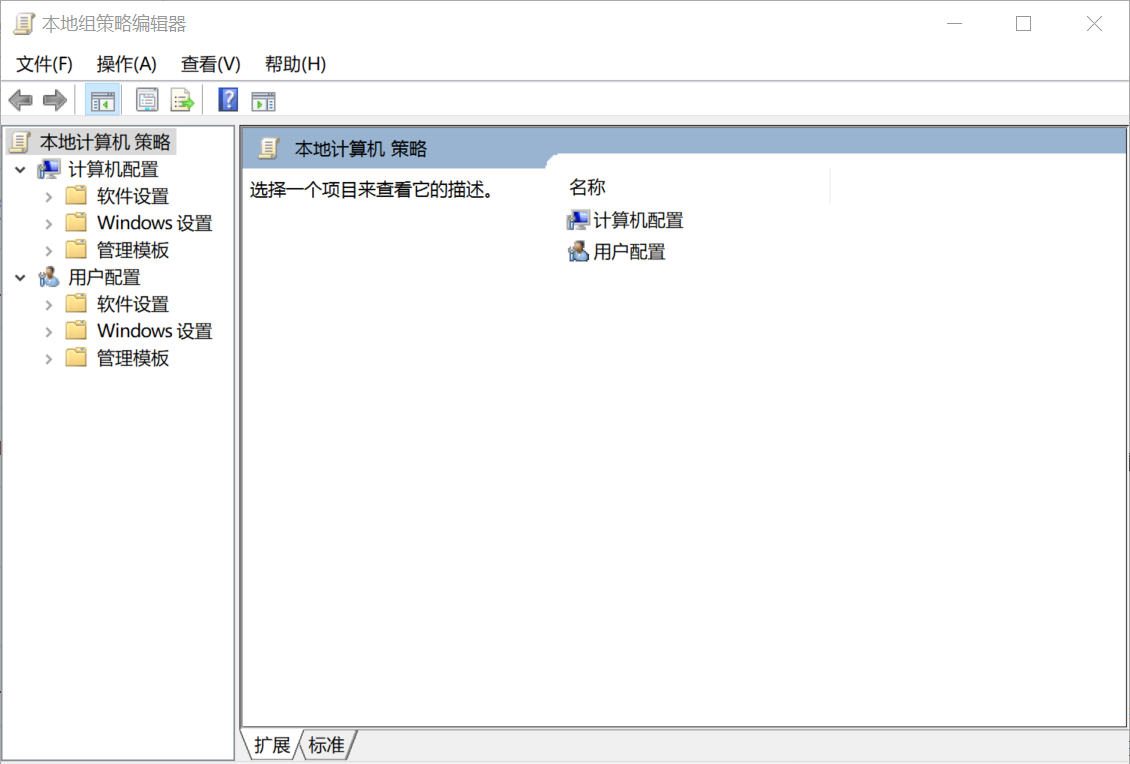 本地组策略编辑器
文件(F) 操作(A) 查看(V) 帮助(H)
本地计算机 策略
计算机配置
软件设置
Windows 设置
管理模板
用户配置
软件设置
Windows 设置
管理模板
本地计算机 策略
选择一个项目来查看它的描述。
名称
计算机配置
用户配置
扩展 标准